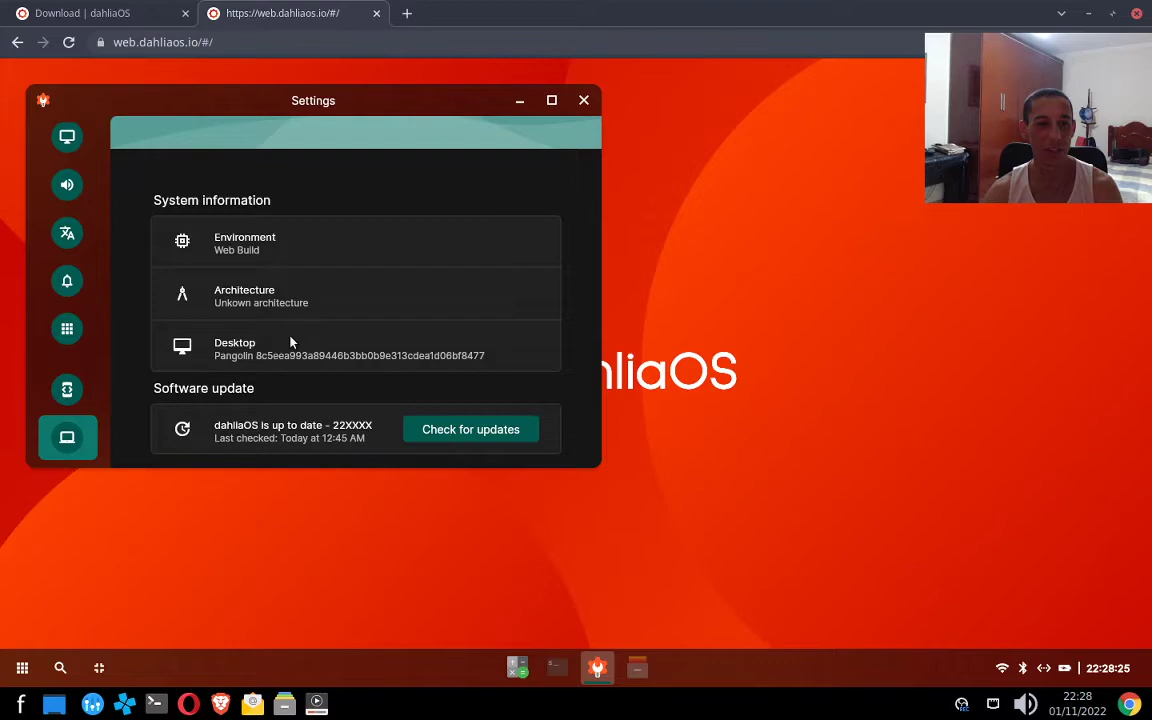 Download | dahliaOS
https://web.dahliaos.io/#/
web.dahliaos.io/#/
Settings
System information
Environment
Web Build
Architecture
Unkown architecture
Desktop
Pangolin 8c5eea993a89446b3bb0b9e313cdea1d06bf8477
Software update
dahliaOS is up to date - 22XXXX
Last checked: Today at 12:45 AM
Check for updates
hliaOS
22:28:25
22:28
01/11/2022
REC